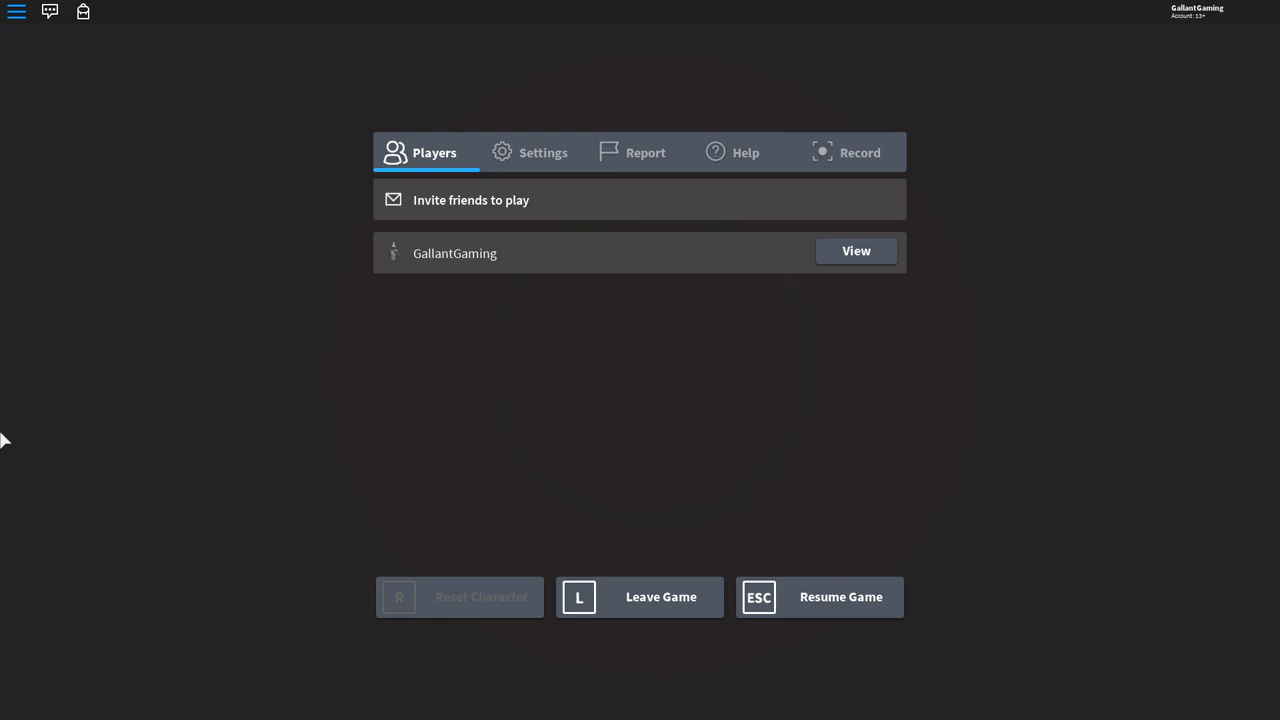 GallantGaming
Account: 13+
Players
Settings
Report
Help
Record
Invite friends to play
GallantGaming
View
R
Reset Character
L
Leave Game
ESC
Resume Game